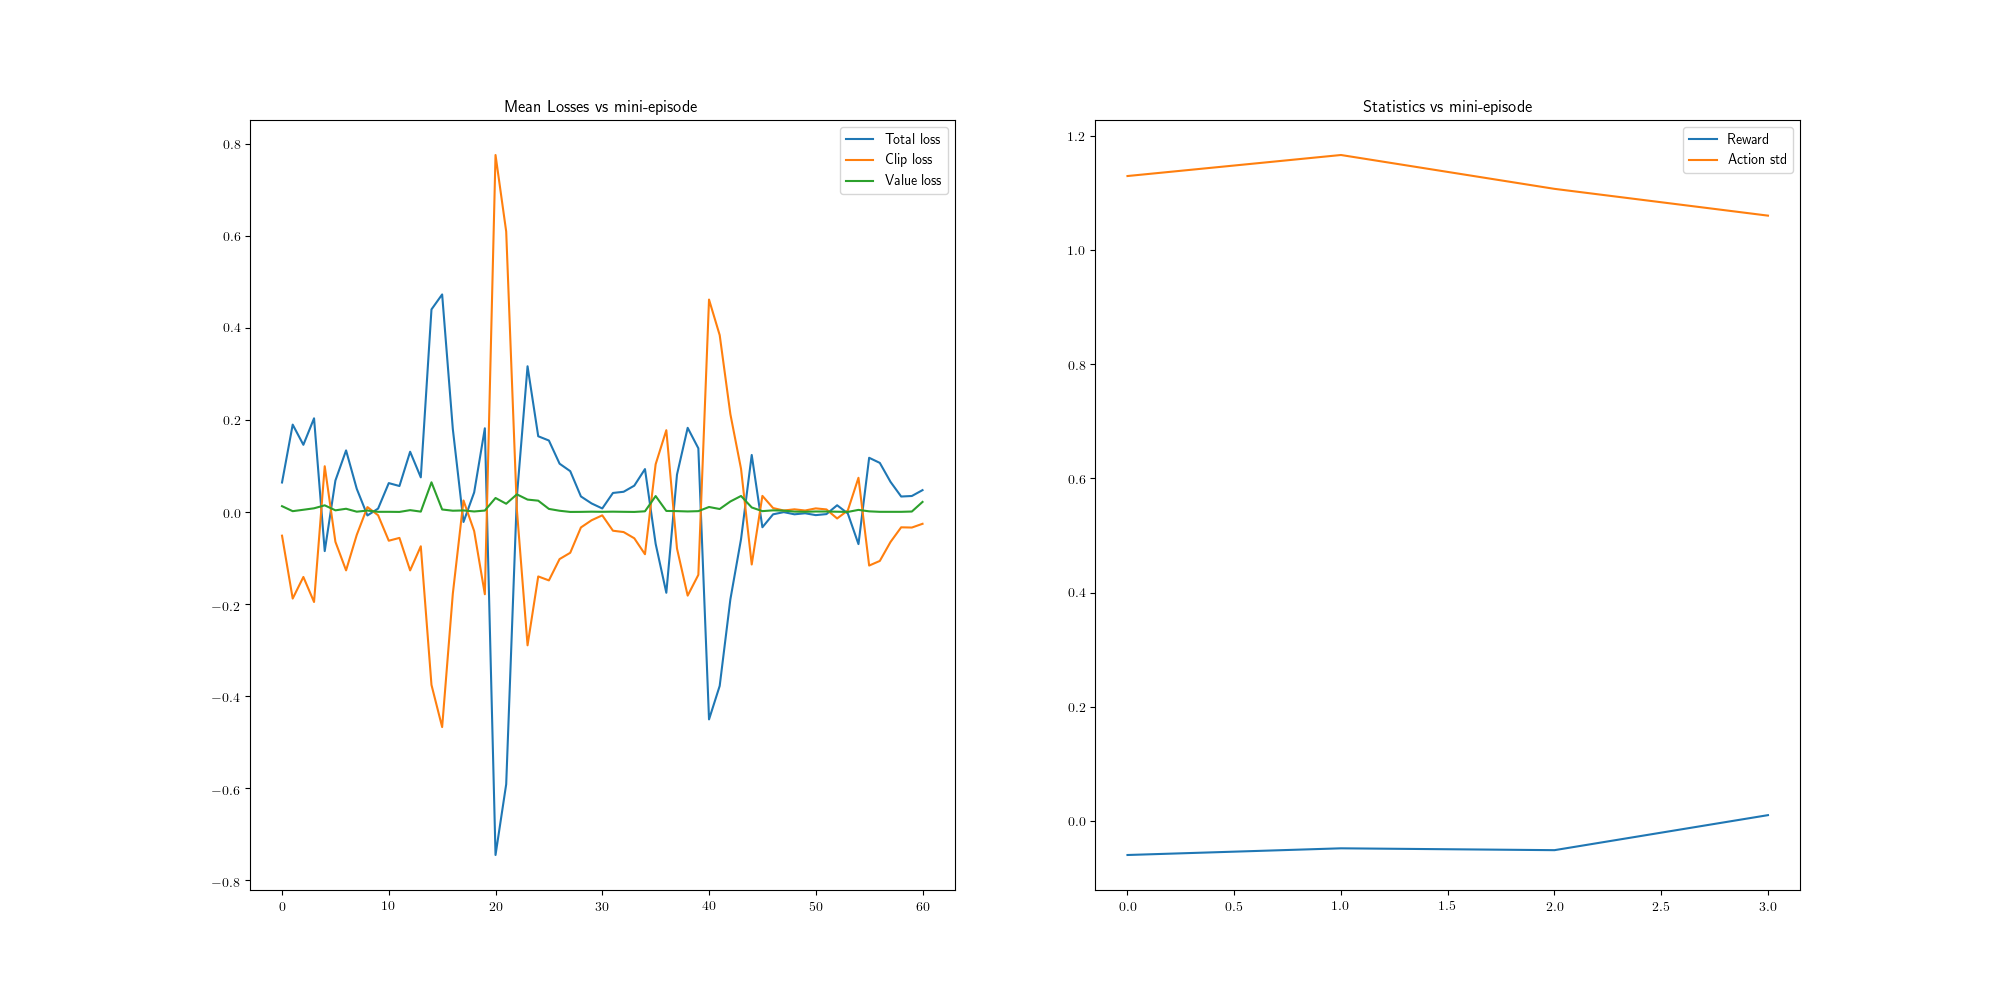 Mean Losses vs mini-episode
Total loss
Clip loss
Value loss
0.8
0.6
0.4
0.2
0.0
−0.2
−0.4
−0.6
−0.8
0 10 20 30 40 50 60
Statistics vs mini-episode
Reward
Action std
1.2
1.0
0.8
0.6
0.4
0.2
0.0
0.0 0.5 1.0 1.5 2.0 2.5 3.0